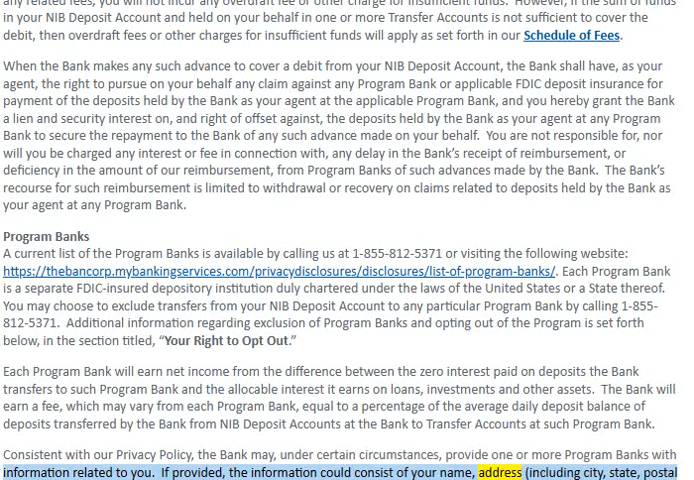 any related fees, you will not incur any overdraft fee or other charge for insufficient funds. However, if the sum of funds
in your NIB Deposit Account and held on your behalf in one or more Transfer Accounts is not sufficient to cover the
debit, then overdraft fees or other charges for insufficient funds will apply as set forth in our Schedule of Fees.
When the Bank makes any such advance to cover a debit from your NIB Deposit Account, the Bank shall have, as your
agent, the right to pursue on your behalf any claim against any Program Bank or applicable FDIC deposit insurance for
payment of the deposits held by the Bank as your agent at the applicable Program Bank, and you hereby grant the Bank
a lien and security interest on, and right of offset against, the deposits held by the Bank as your agent at any Program
Bank to secure the repayment to the Bank of any such advance made on your behalf. You are not responsible for, nor
will you be charged any interest or fee in connection with, any delay in the Bank's receipt of reimbursement, or
deficiency in the amount of our reimbursement, from Program Banks of such advances made by the Bank. The Bank's
recourse for such reimbursement is limited to withdrawal or recovery on claims related to deposits held by the Bank as
your agent at any Program Bank.
Program Banks
A current list of the Program Banks is available by calling us at 1-855-812-5371 or visiting the following website:
https://thebancorp.mybankingservices.com/privacydisclosures/disclosures/list-of-program-banks/. Each Program Bank
is a separate FDIC-insured depository institution duly chartered under the laws of the United States or a State thereof.
You may choose to exclude transfers from your NIB Deposit Account to any particular Program Bank by calling 1-855-
812-5371. Additional information regarding exclusion of Program Banks and opting out of the Program is set forth
below, in the section titled, “Your Right to Opt Out.”
Each Program Bank will earn net income from the difference between the zero interest paid on deposits the Bank
transfers to such Program Bank and the allocable interest it earns on loans, investments and other assets. The Bank will
earn a fee, which may vary from each Program Bank, equal to a percentage of the average daily deposit balance of
deposits transferred by the Bank from NIB Deposit Accounts at the Bank to Transfer Accounts at such Program Bank.
Consistent with our Privacy Policy, the Bank may, under certain circumstances, provide one or more Program Banks with
information related to you. If provided, the information could consist of your name, address (including city, state, postal